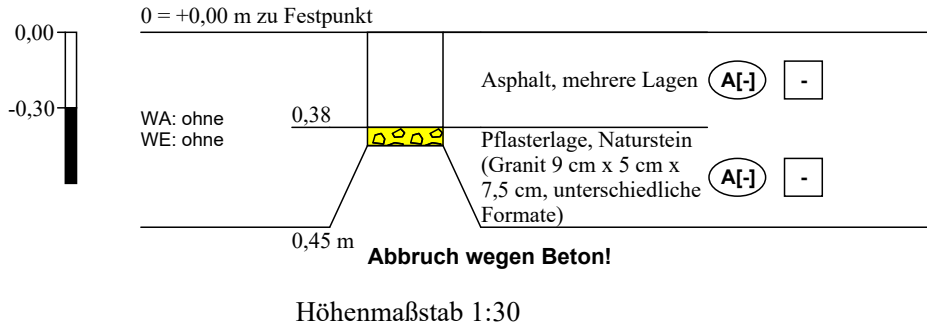 0 = +0,00 m zu Festpunkt
0,00
-0,30
Asphalt, mehrere Lagen A[-] -
0,38
WA: ohne
WE: ohne
Pflasterlage, Naturstein
(Granit 9 cm x 5 cm x
7,5 cm, unterschiedliche
Formate)
A[-] -
0,45 m
Abbruch wegen Beton!
Höhenmaßstab 1:30